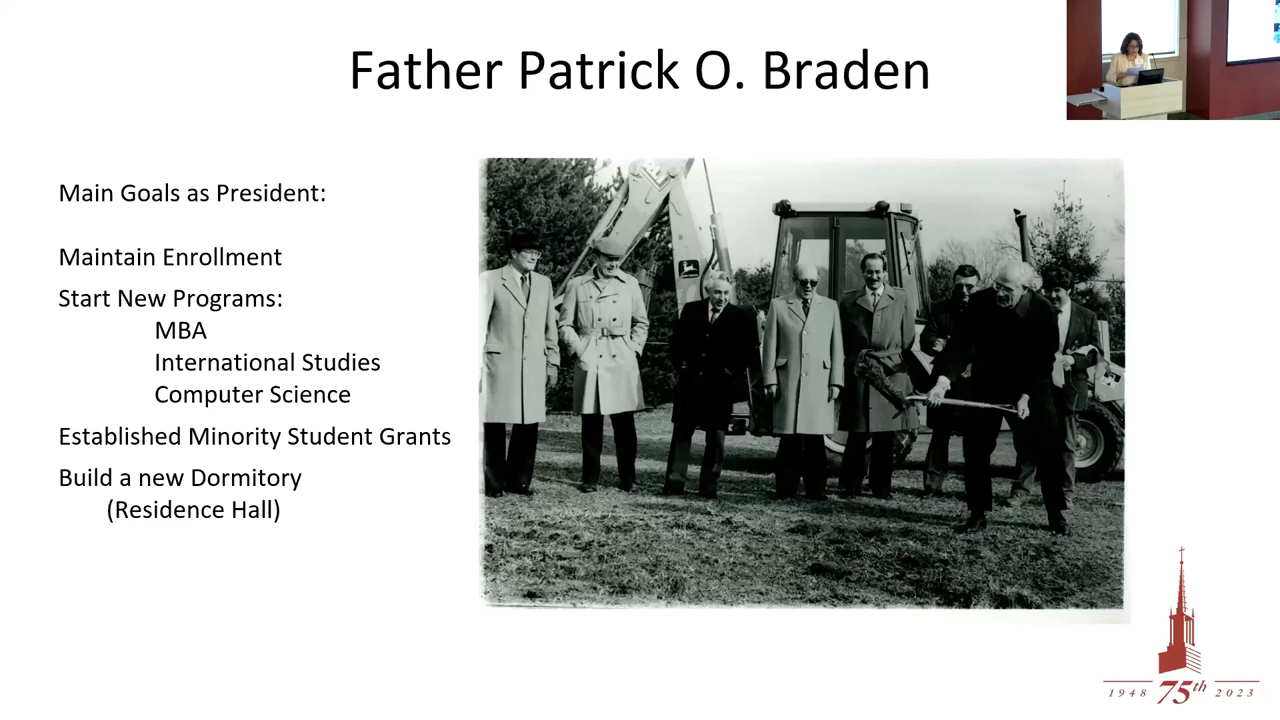 Father Patrick O. Braden
Main Goals as President:
Maintain Enrollment
Start New Programs:
MBA
International Studies
Computer Science
Established Minority Student Grants
Build a new Dormitory
(Residence Hall)
1948 75th 2023